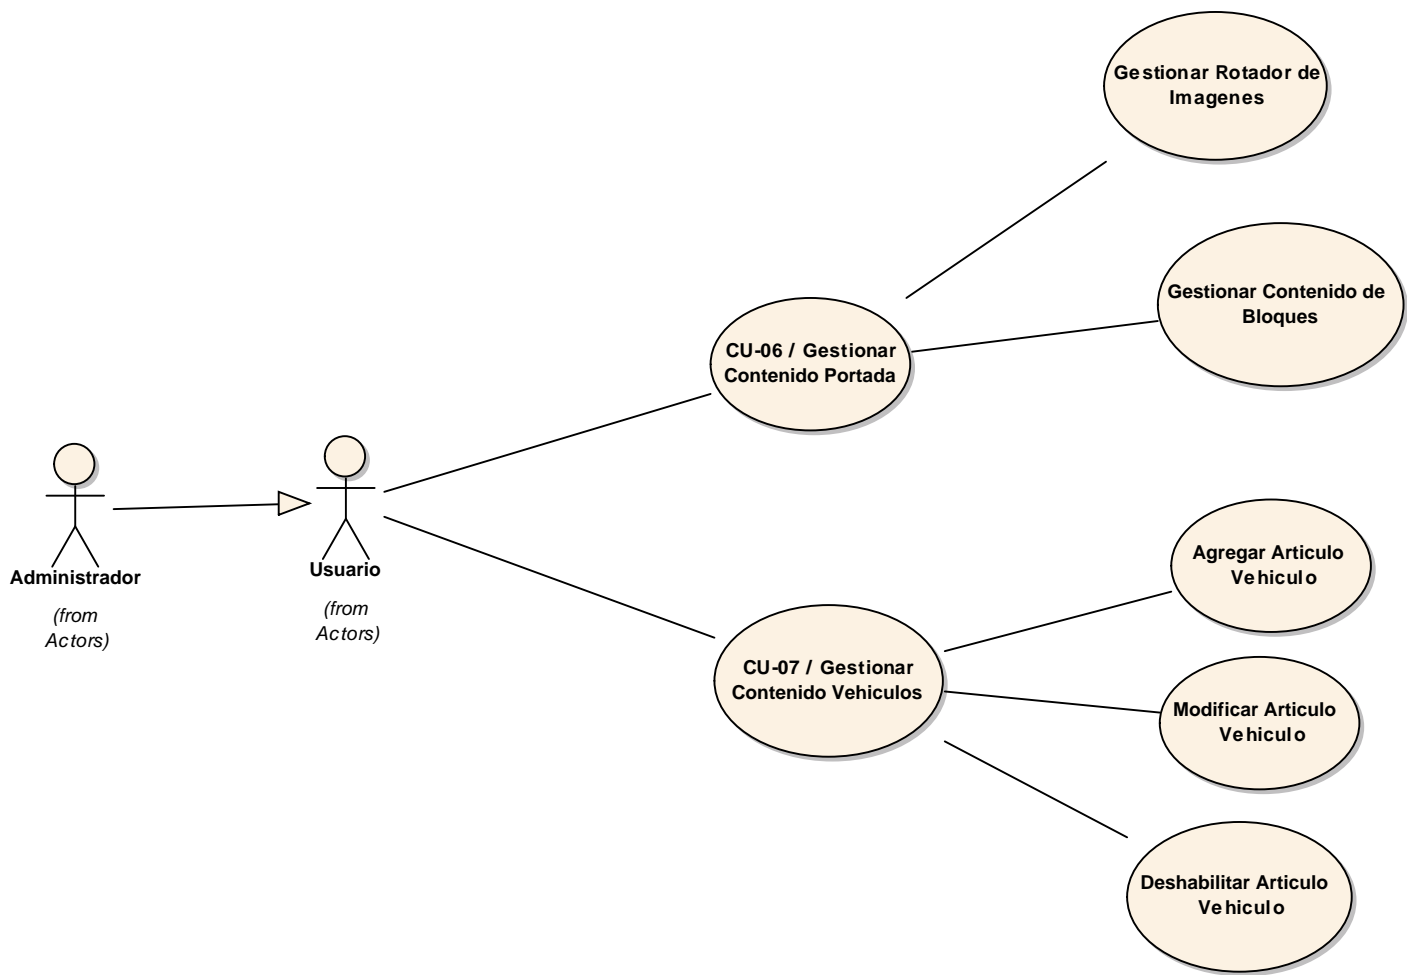 Gestionar Rotador de
Imagenes
Gestionar Contenido de
Bloques
CU-06 / Gestionar
Contenido Portada
Administrador
(from
Actors)
Usuario
(from
Actors)
CU-07 / Gestionar
Contenido Vehiculos
Agregar Articulo
Vehiculo
Modificar Articulo
Vehiculo
Deshabilitar Articulo
Vehiculo